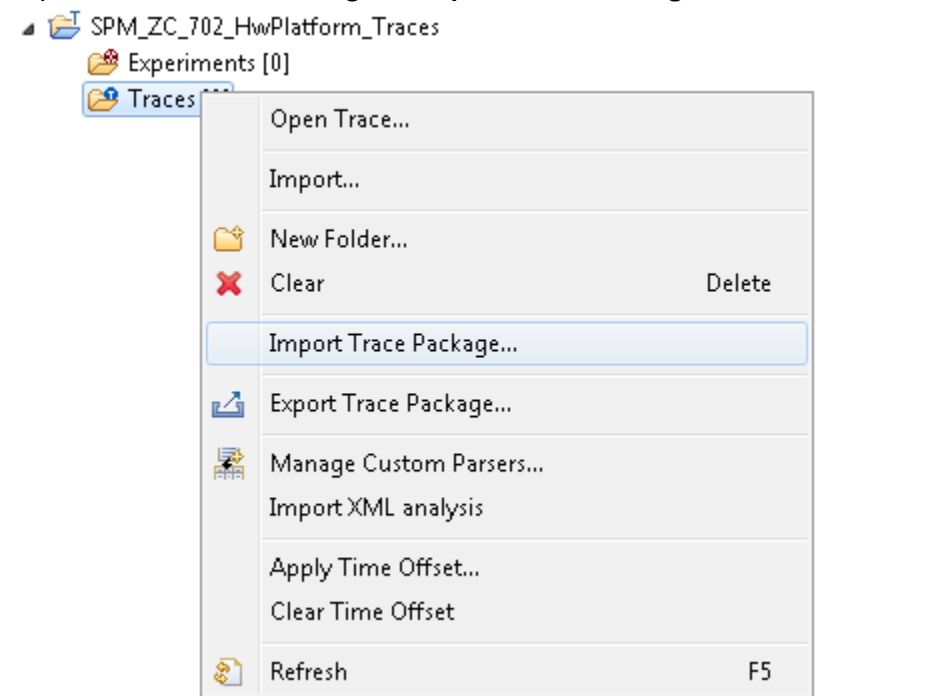 SPM_ZC_702_HwPlatform_Traces
Experiments [0]
Traces
Open Trace...
Import...
New Folder...
Clear Delete
Import Trace Package...
Export Trace Package...
Manage Custom Parsers...
Import XML analysis
Apply Time Offset...
Clear Time Offset
Refresh F5